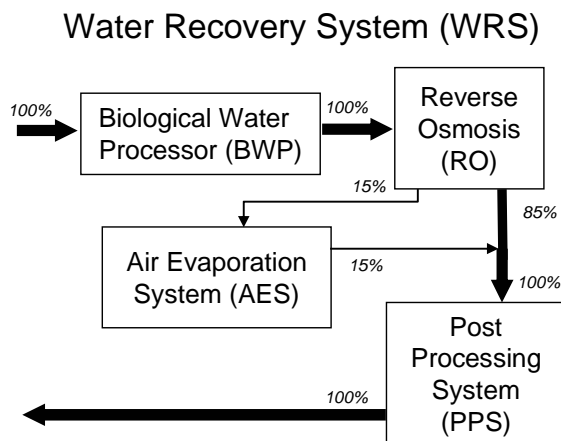 Water Recovery System (WRS)
100%
Biological Water
Processor (BWP)
100%
Reverse
Osmosis
(RO)
15%
85%
Air Evaporation
System (AES)
15%
100%
Post
Processing
System
(PPS)
100%